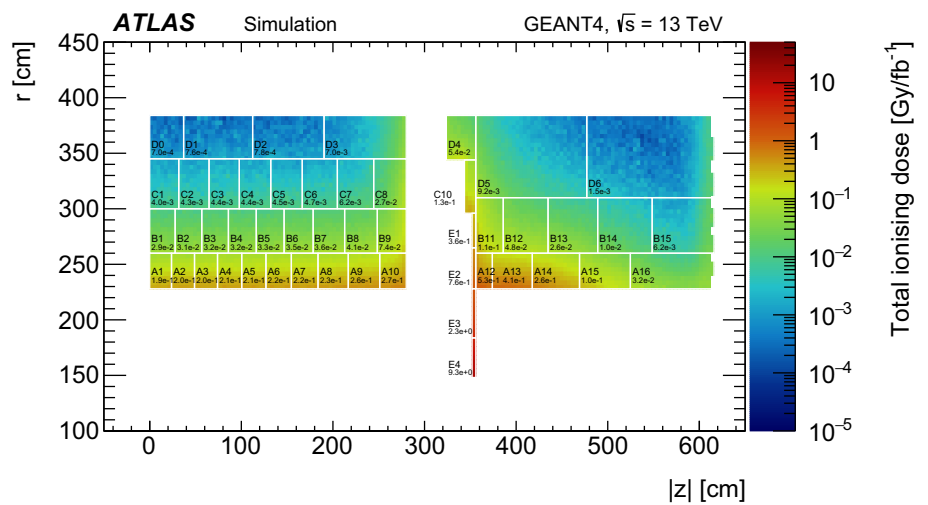 ATLAS Simulation GEANT4, √s = 13 TeV
r [cm]
450
400
350
300
250
200
150
100
0 100 200 300 400 500 600
|z| [cm]
D0 D1 D2 D3
7.0e-4 7.6e-4 7.8e-4 7.0e-3
C1 C2 C3 C4 C5 C6 C7 C8
4.0e-3 4.3e-3 4.4e-3 4.4e-3 4.5e-3 4.7e-3 6.2e-3 2.7e-2
B1 B2 B3 B4 B5 B6 B7 B8 B9
2.9e-2 3.1e-2 3.2e-2 3.2e-2 3.3e-2 3.5e-2 3.6e-2 4.1e-2 7.4e-2
A1 A2 A3 A4 A5 A6 A7 A8 A9 A10
1.9e-1 2.0e-1 2.0e-1 2.1e-1 2.1e-1 2.2e-1 2.2e-1 2.3e-1 2.6e-1 2.7e-1
D4
5.4e-2
D5 D6
9.2e-3 1.5e-3
C10
1.3e-1
E1
3.6e-1
B11 B12 B13 B14 B15
1.1e-1 4.8e-2 2.6e-2 1.0e-2 6.2e-3
E2
7.6e-1
A12 A13 A14 A15 A16
5.3e-1 4.1e-1 2.6e-1 1.0e-1 3.2e-2
E3
2.3e+0
E4
9.3e+0
10
1
10⁻¹
10⁻²
10⁻³
10⁻⁴
10⁻⁵
Total ionising dose [Gy/fb⁻¹]